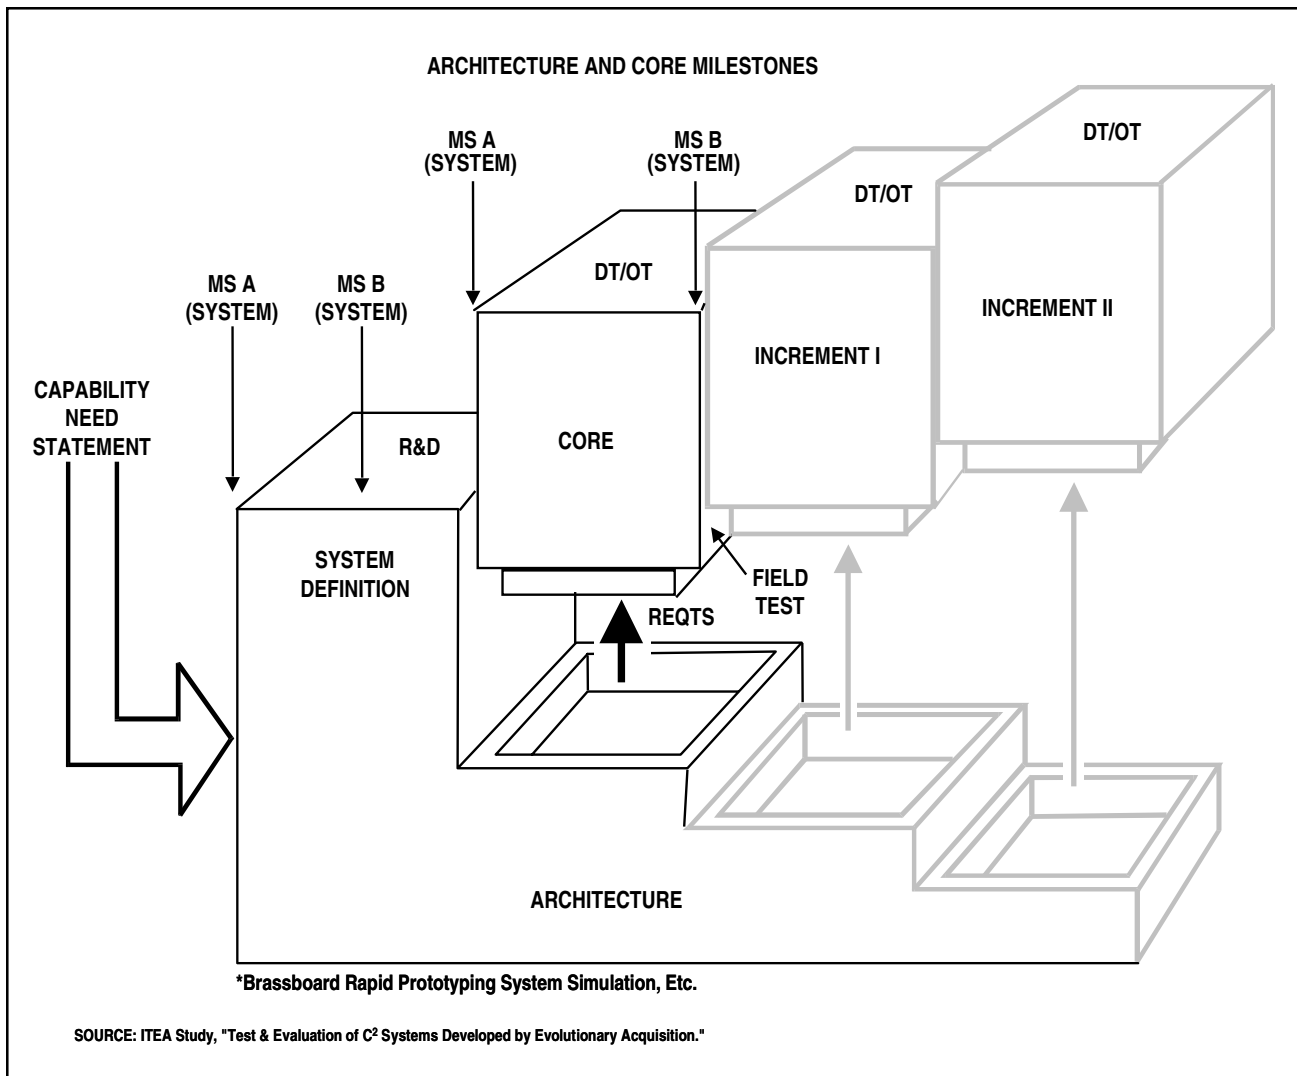 ARCHITECTURE AND CORE MILESTONES
MS A
(SYSTEM)
MS B
(SYSTEM)
DT/OT
DT/OT
DT/OT
MS A
(SYSTEM)
MS B
(SYSTEM)
INCREMENT II
INCREMENT I
CAPABILITY
NEED
STATEMENT
R&D
CORE
SYSTEM
DEFINITION
FIELD
TEST
REQTS
ARCHITECTURE
*Brassboard Rapid Prototyping System Simulation, Etc.
SOURCE: ITEA Study, "Test & Evaluation of C² Systems Developed by Evolutionary Acquisition."